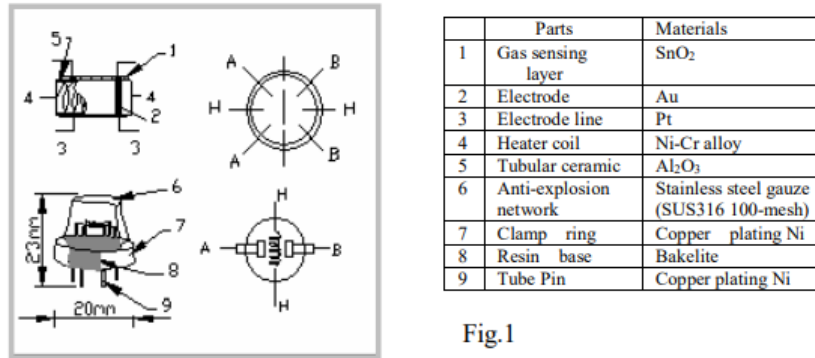 5
1
4
4
2
3
3
A
B
H
H
A
B
6
7
8
9
23mm
20mm
H
A
B
H
Parts Materials
1 Gas sensing layer SnO₂
2 Electrode Au
3 Electrode line Pt
4 Heater coil Ni-Cr alloy
5 Tubular ceramic Al₂O₃
6 Anti-explosion network Stainless steel gauze (SUS316 100-mesh)
7 Clamp ring Copper plating Ni
8 Resin base Bakelite
9 Tube Pin Copper plating Ni
Fig.1